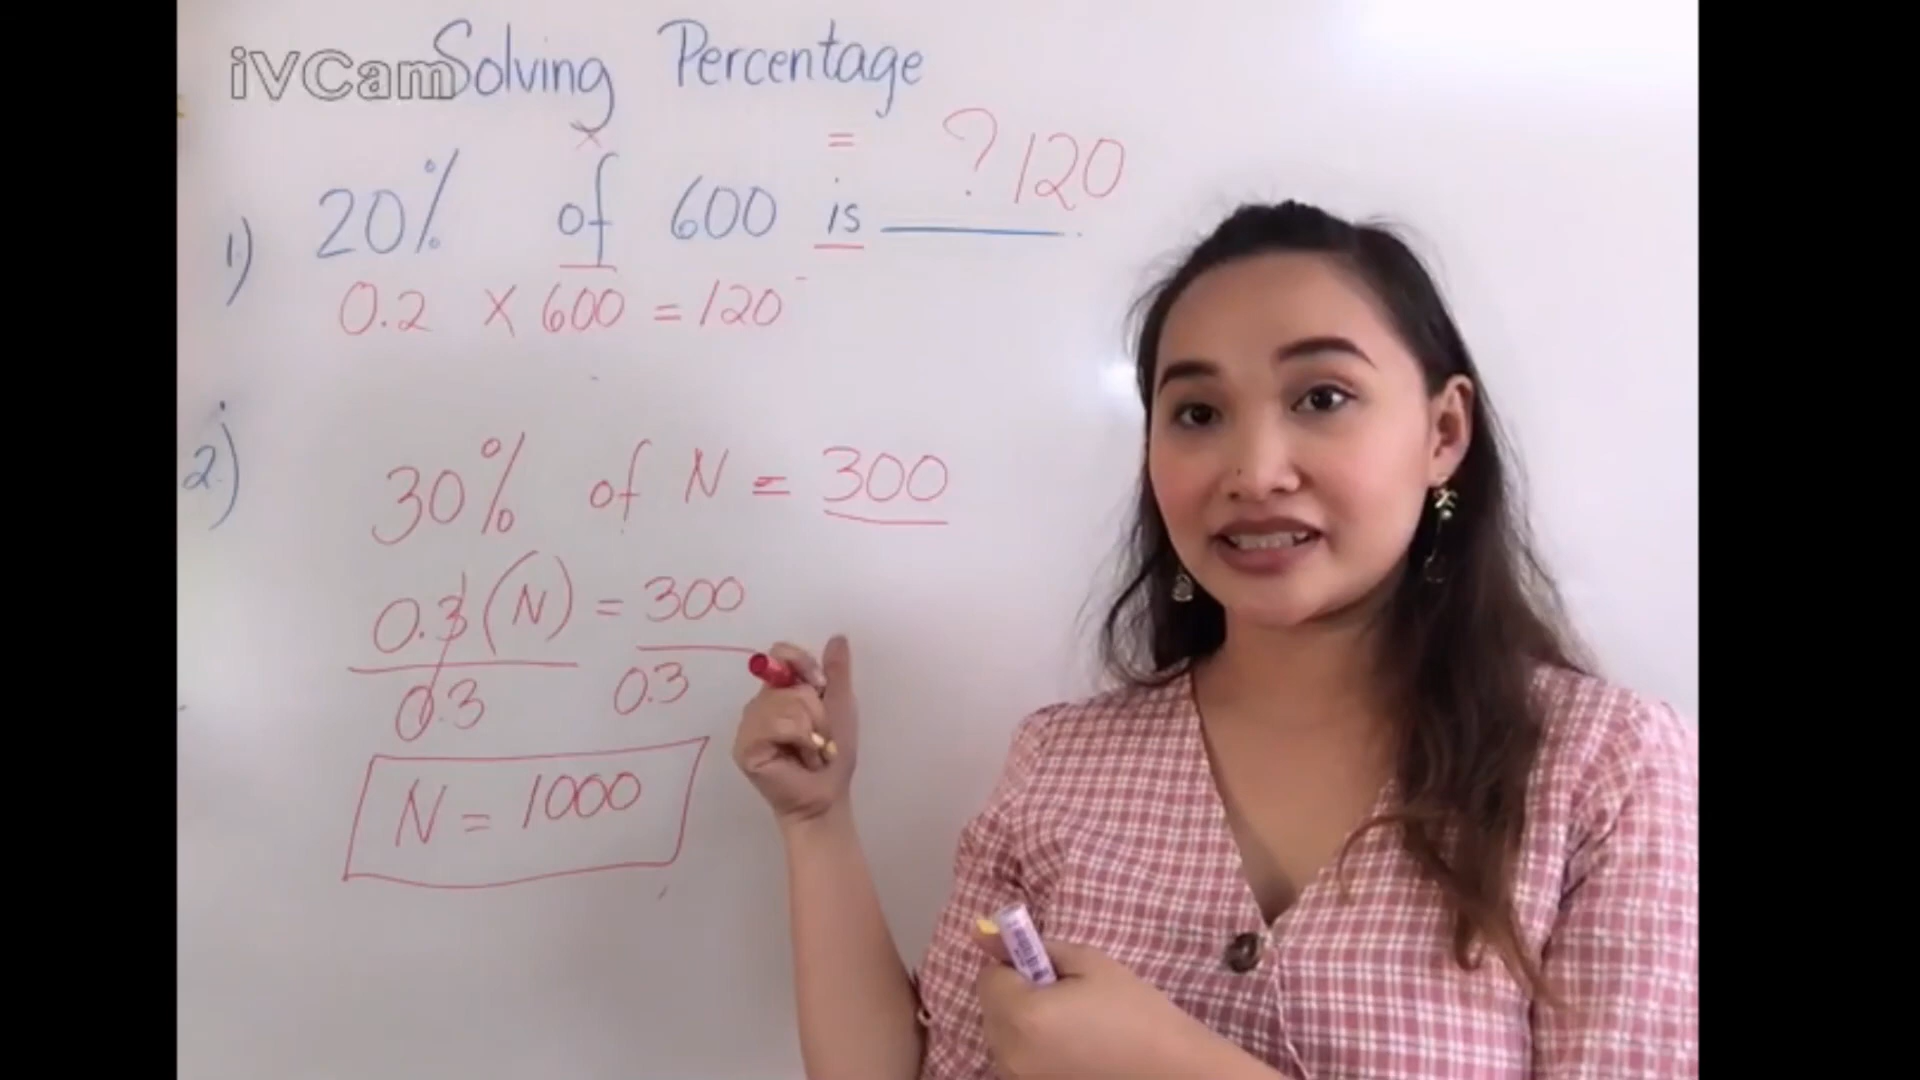 iVCam
Solving Percentage
× = ? 120
1.) 20% of 600 is ______
0.2 × 600 = 120
2.) 30% of N = 300
0.3 (N) = 300
0.3 0.3
N = 1000